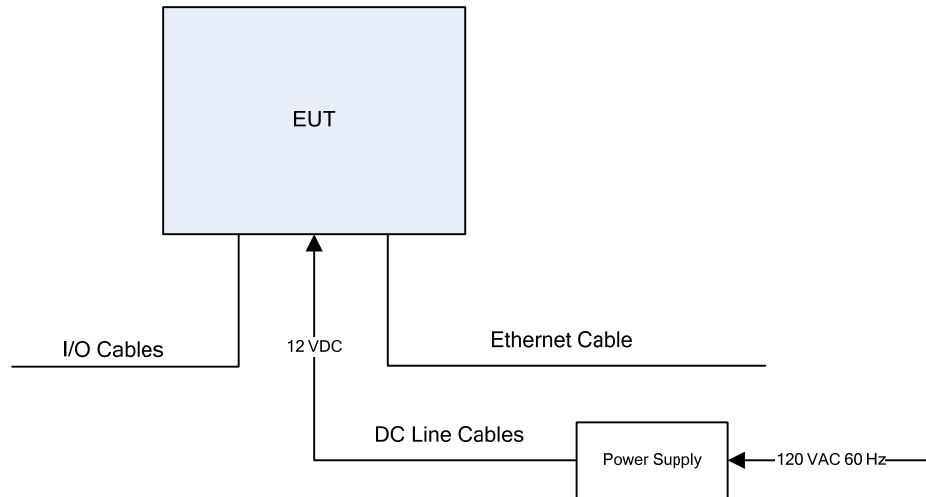 EUT
I/O Cables
12 VDC
Ethernet Cable
DC Line Cables
Power Supply
120 VAC 60 Hz